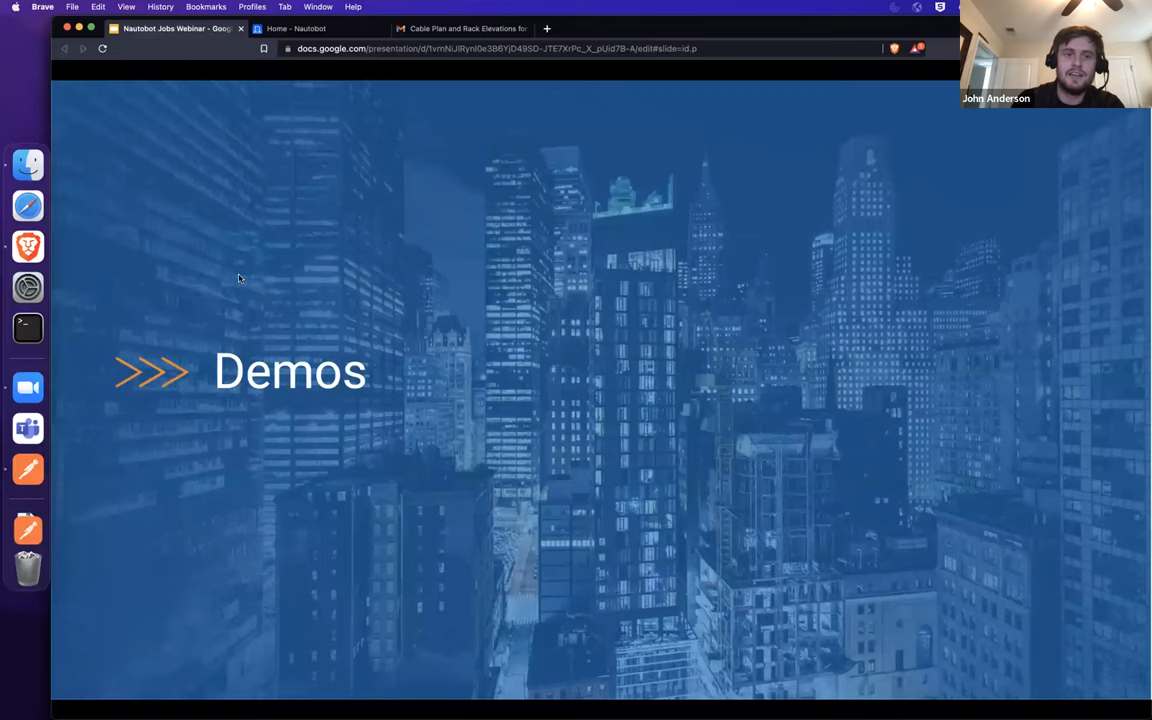 Brave File Edit View History Bookmarks Profiles Tab Window Help
Nautobot Jobs Webinar - Goog
Home - Nautobot
Cable Plan and Rack Elevations for
docs.google.com/presentation/d/1vmNiJIRynI0e3B6YjD49SD-JTE7XrPc_X_pUid7B-A/edit#slide=id.p
John Anderson
Demos